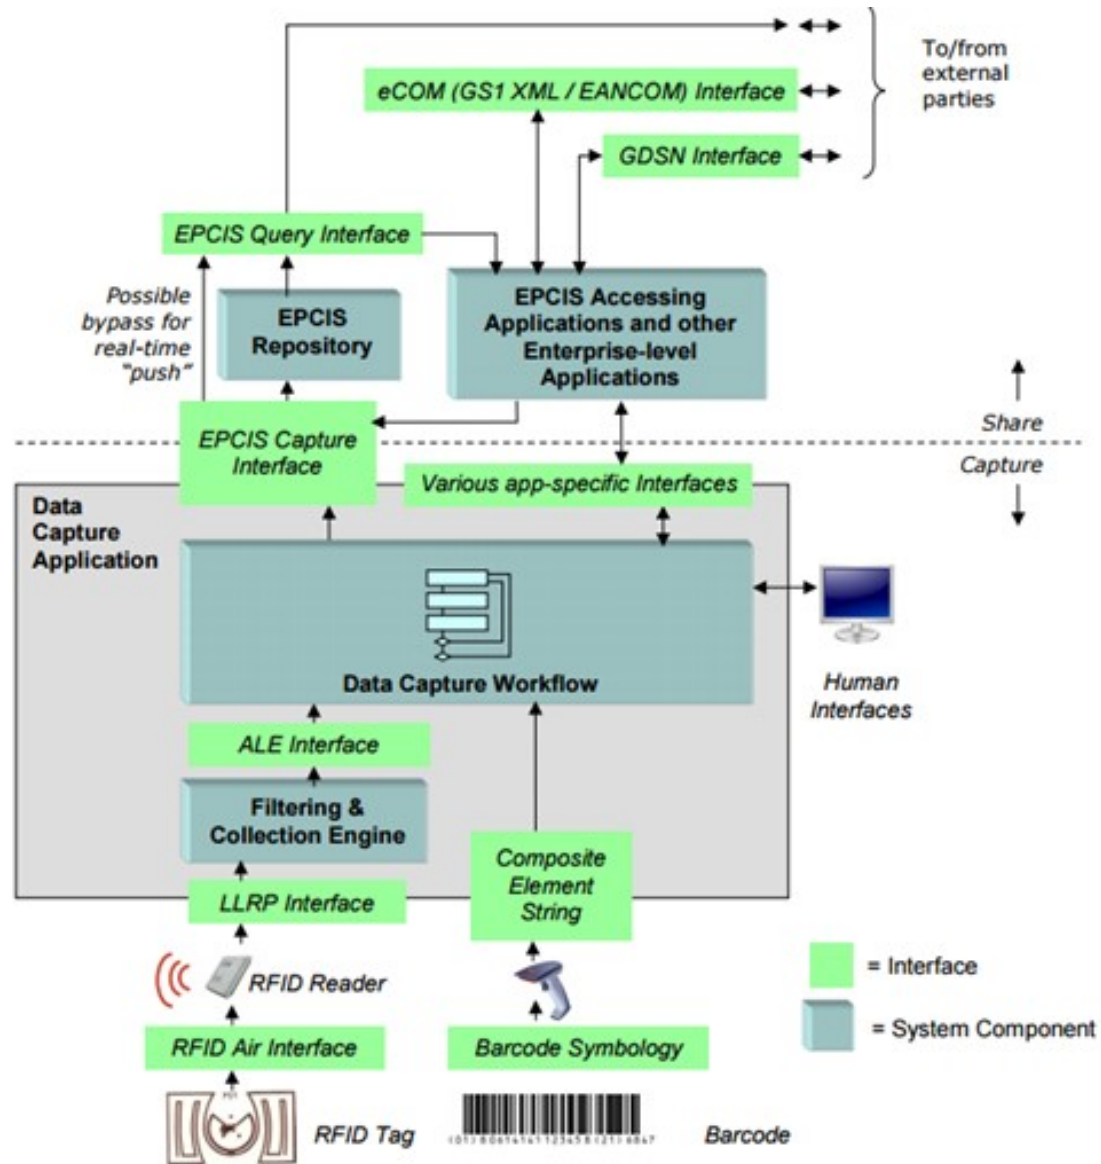 To/from
external
parties
eCOM (GS1 XML / EANCOM) Interface
GDSN Interface
EPCIS Query Interface
Possible
bypass for
real-time
“push”
EPCIS
Repository
EPCIS Accessing
Applications and other
Enterprise-level
Applications
Share
EPCIS Capture
Interface
Capture
Various app-specific Interfaces
Data
Capture
Application
Data Capture Workflow
Human
Interfaces
ALE Interface
Filtering &
Collection Engine
Composite
Element
String
LLRP Interface
= Interface
RFID Reader
= System Component
RFID Air Interface
Barcode Symbology
RFID Tag
Barcode